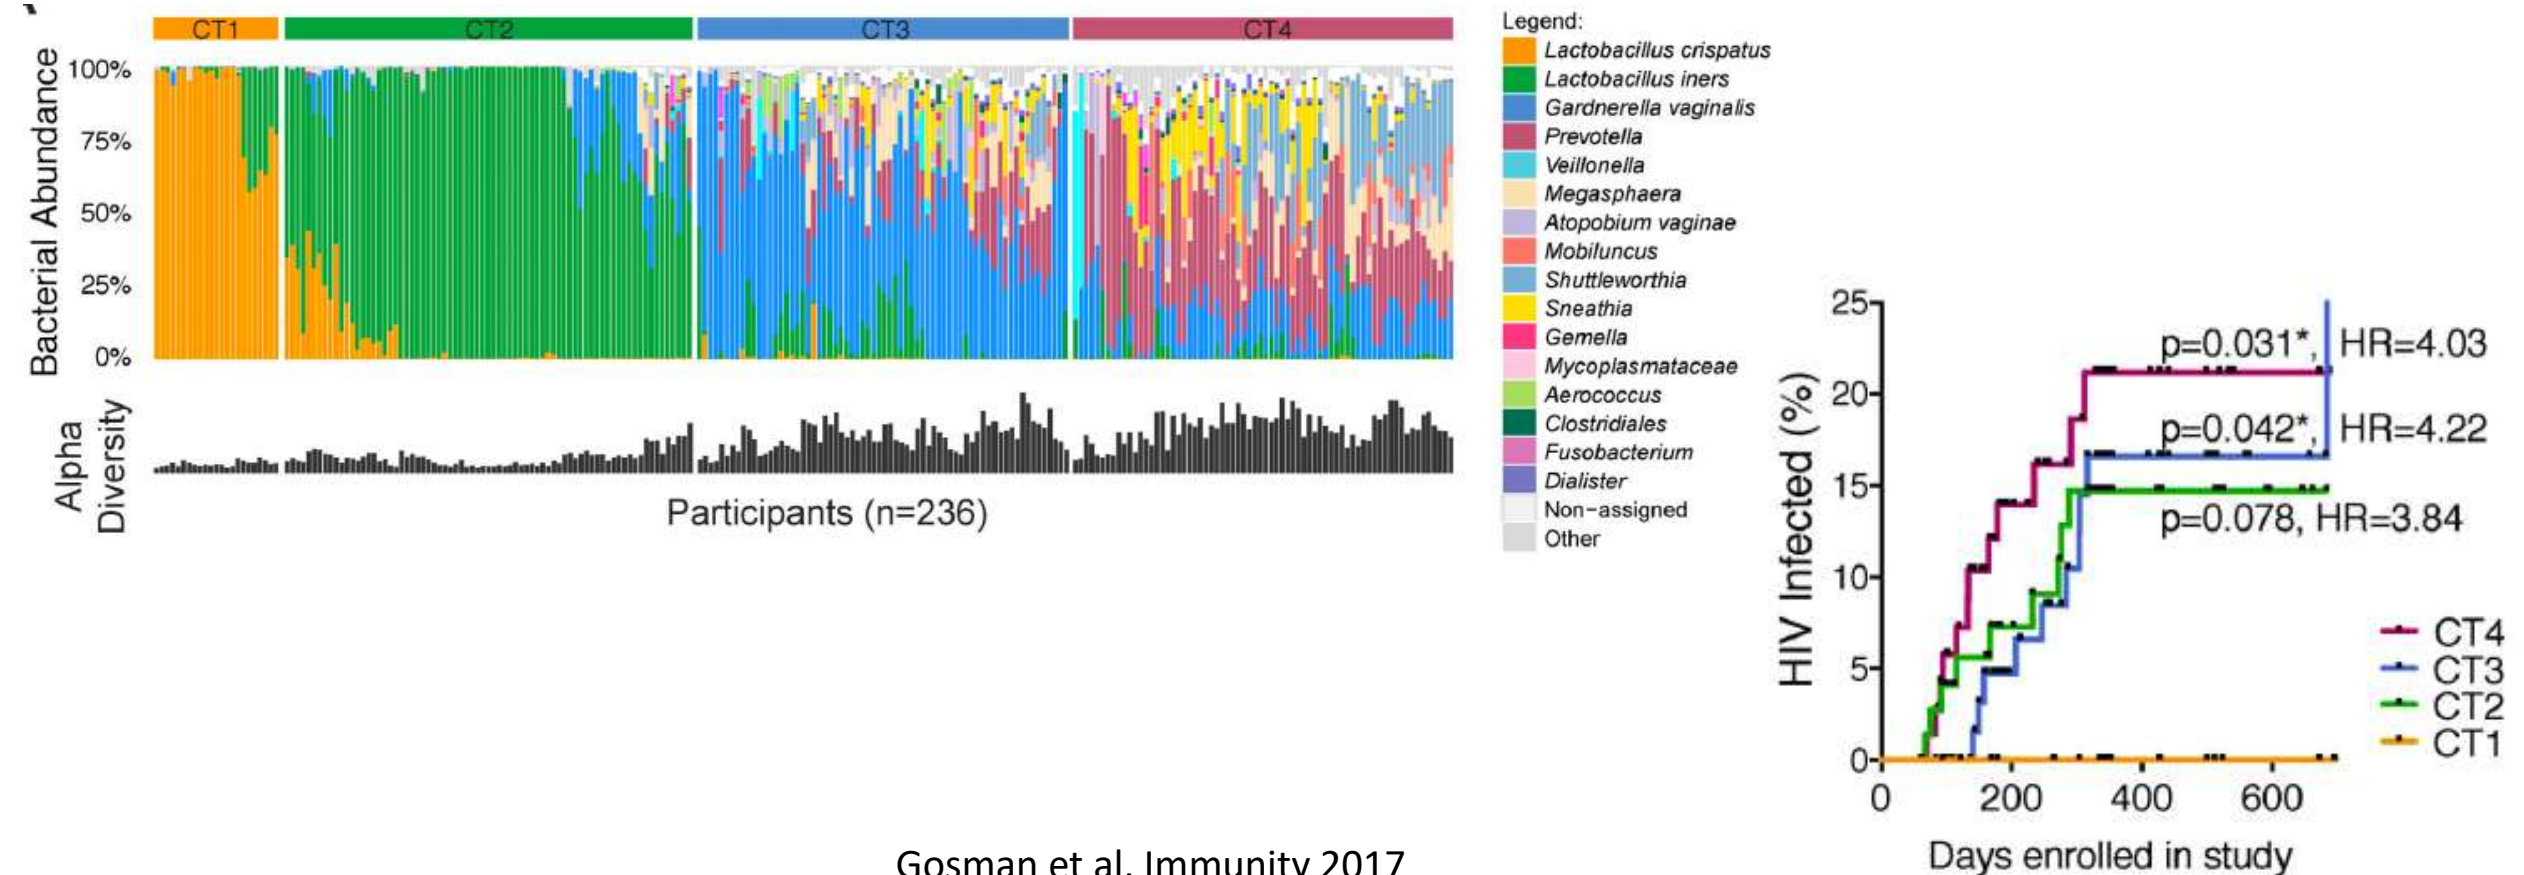 CT1 CT2 CT3 CT4
Bacterial Abundance
100%
75%
50%
25%
0%
Alpha
Diversity
Participants (n=236)
Legend:
Lactobacillus crispatus
Lactobacillus iners
Gardnerella vaginalis
Prevotella
Veillonella
Megasphaera
Atopobium vaginae
Mobiluncus
Shuttleworthia
Sneathia
Gemella
Mycoplasmataceae
Aerococcus
Clostridiales
Fusobacterium
Dialister
Non-assigned
Other
HIV Infected (%)
25
20
15
10
5
0
p=0.031*, HR=4.03
p=0.042*, HR=4.22
p=0.078, HR=3.84
CT4
CT3
CT2
CT1
0 200 400 600
Days enrolled in study
Gosman et al. Immunity 2017